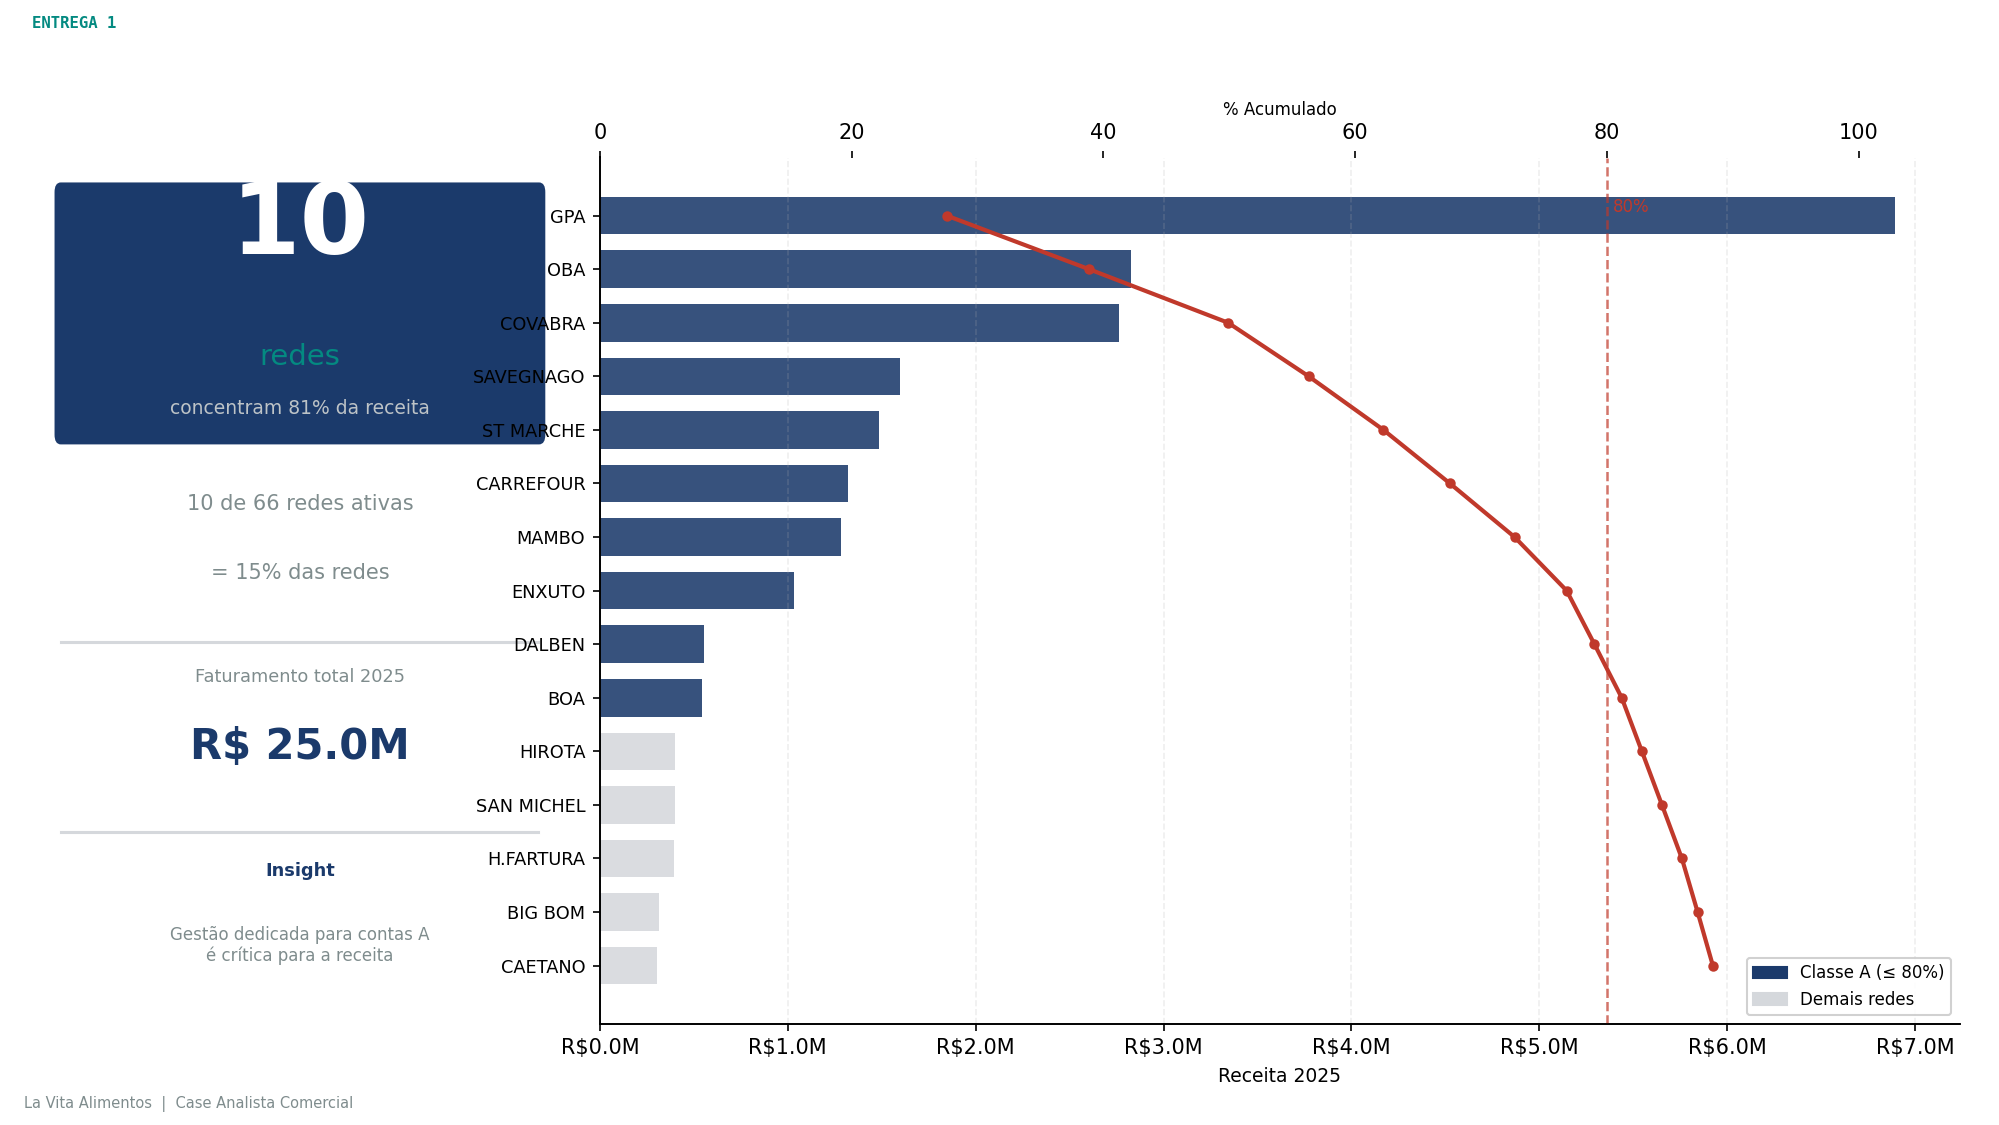 ENTREGA 1
10
redes
concentram 81% da receita
10 de 66 redes ativas
= 15% das redes
Faturamento total 2025
R$ 25.0M
Insight
Gestão dedicada para contas A
é crítica para a receita
% Acumulado
0 20 40 60 80 100
80%
GPA
OBA
COVABRA
SAVEGNAGO
ST MARCHE
CARREFOUR
MAMBO
ENXUTO
DALBEN
BOA
HIROTA
SAN MICHEL
H.FARTURA
BIG BOM
CAETANO
Classe A (≤ 80%)
Demais redes
R$0.0M R$1.0M R$2.0M R$3.0M R$4.0M R$5.0M R$6.0M R$7.0M
Receita 2025
La Vita Alimentos | Case Analista Comercial